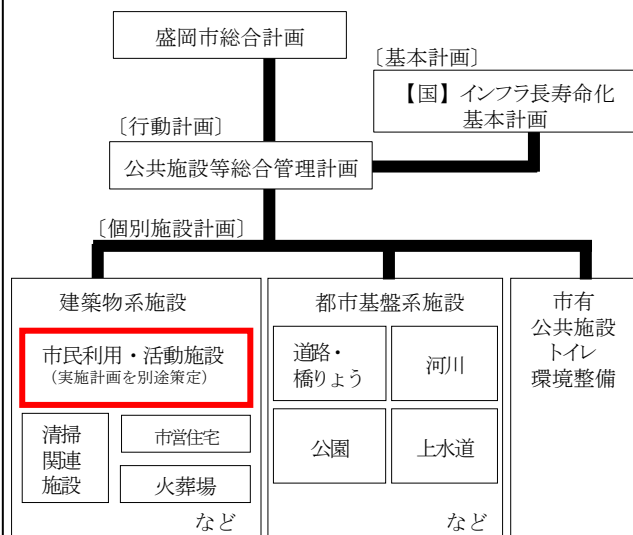 盛岡市総合計画
〔基本計画〕
【国】インフラ長寿命化
基本計画
〔行動計画〕
公共施設等総合管理計画
〔個別施設計画〕
建築物系施設
市民利用・活動施設
（実施計画を別途策定）
清掃
関連
施設
市営住宅
火葬場
など
都市基盤系施設
道路・
橋りょう
河川
公園
上水道
など
市有
公共施設
トイレ
環境整備